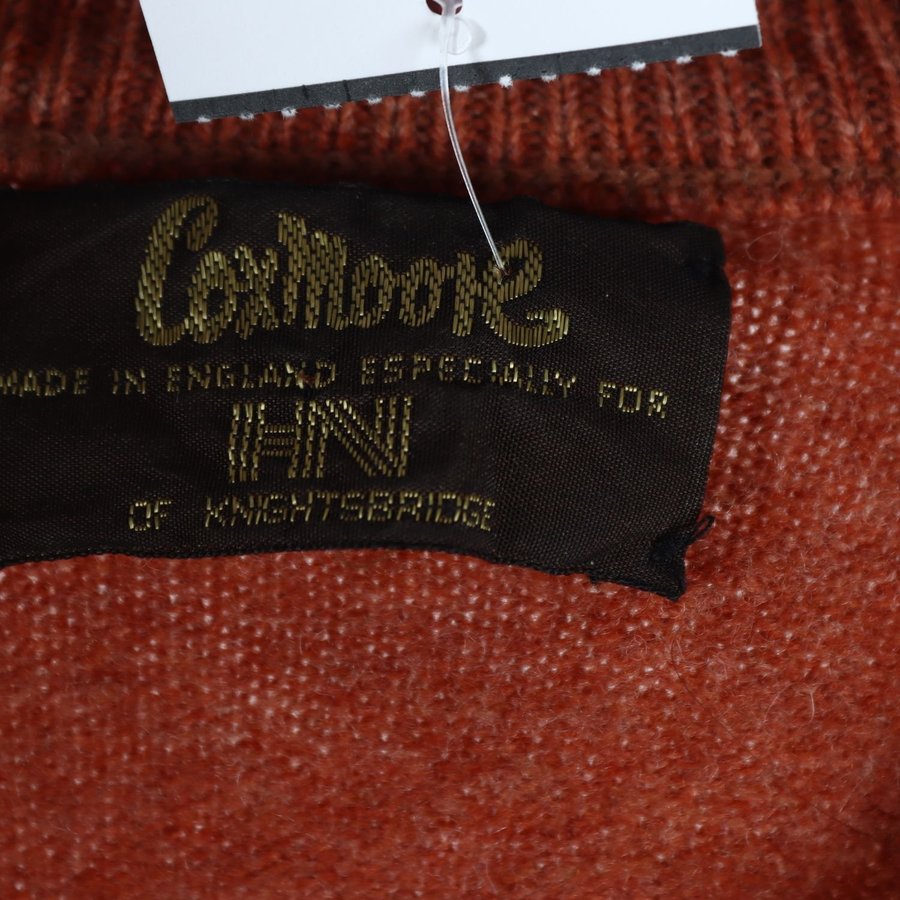 Coxmoore
MADE IN ENGLAND ESPECIALLY FOR
HN
OF KNIGHTSBRIDGE